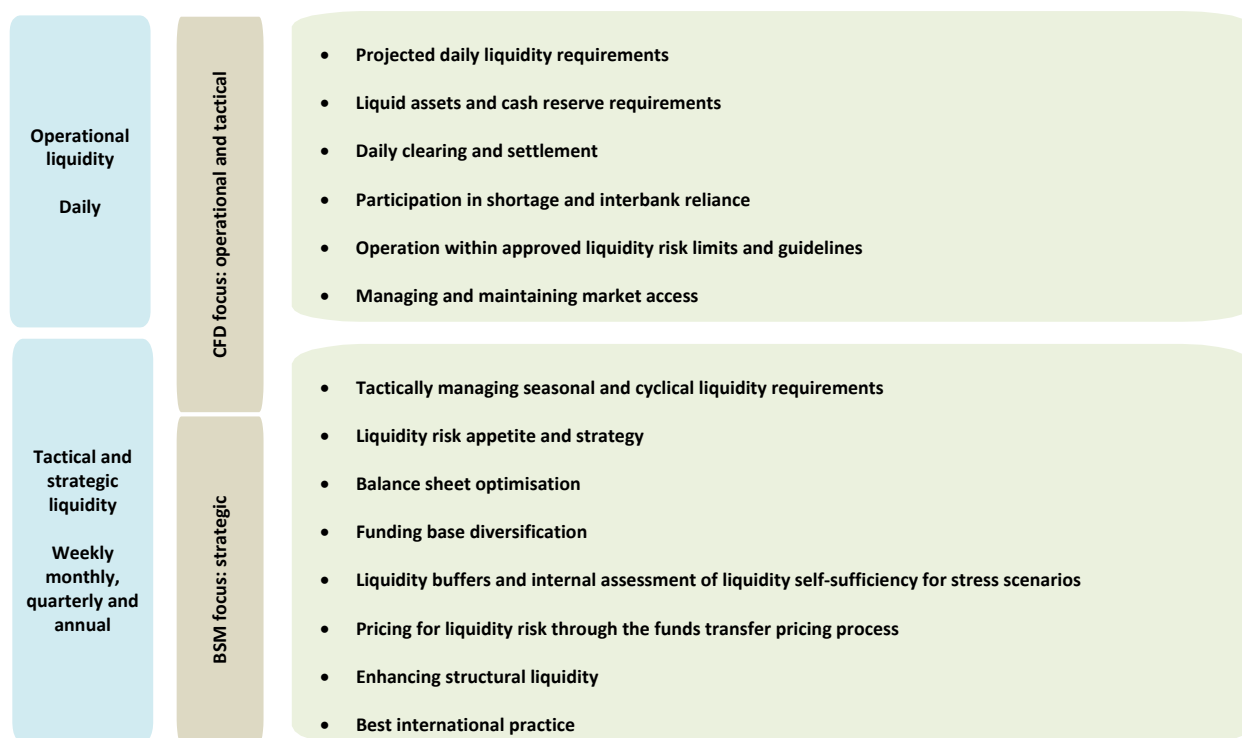 Operational
liquidity
Daily
CFD focus: operational and tactical
• Projected daily liquidity requirements
• Liquid assets and cash reserve requirements
• Daily clearing and settlement
• Participation in shortage and interbank reliance
• Operation within approved liquidity risk limits and guidelines
• Managing and maintaining market access
Tactical and
strategic
liquidity
Weekly
monthly,
quarterly and
annual
BSM focus: strategic
• Tactically managing seasonal and cyclical liquidity requirements
• Liquidity risk appetite and strategy
• Balance sheet optimisation
• Funding base diversification
• Liquidity buffers and internal assessment of liquidity self-sufficiency for stress scenarios
• Pricing for liquidity risk through the funds transfer pricing process
• Enhancing structural liquidity
• Best international practice